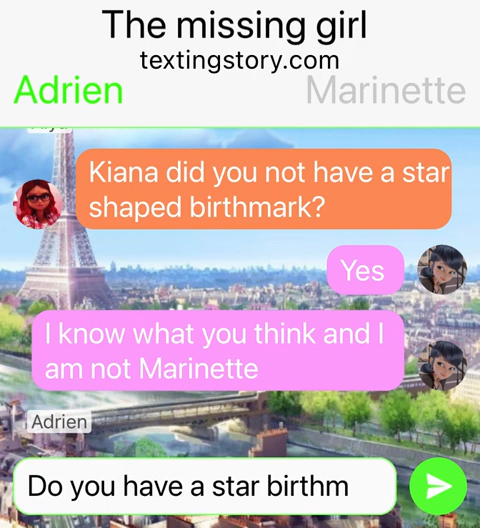 The missing girl
textingstory.com
Adrien Marinette
Kiana did you not have a star
shaped birthmark?
Yes
I know what you think and I
am not Marinette
Adrien
Do you have a star birthm